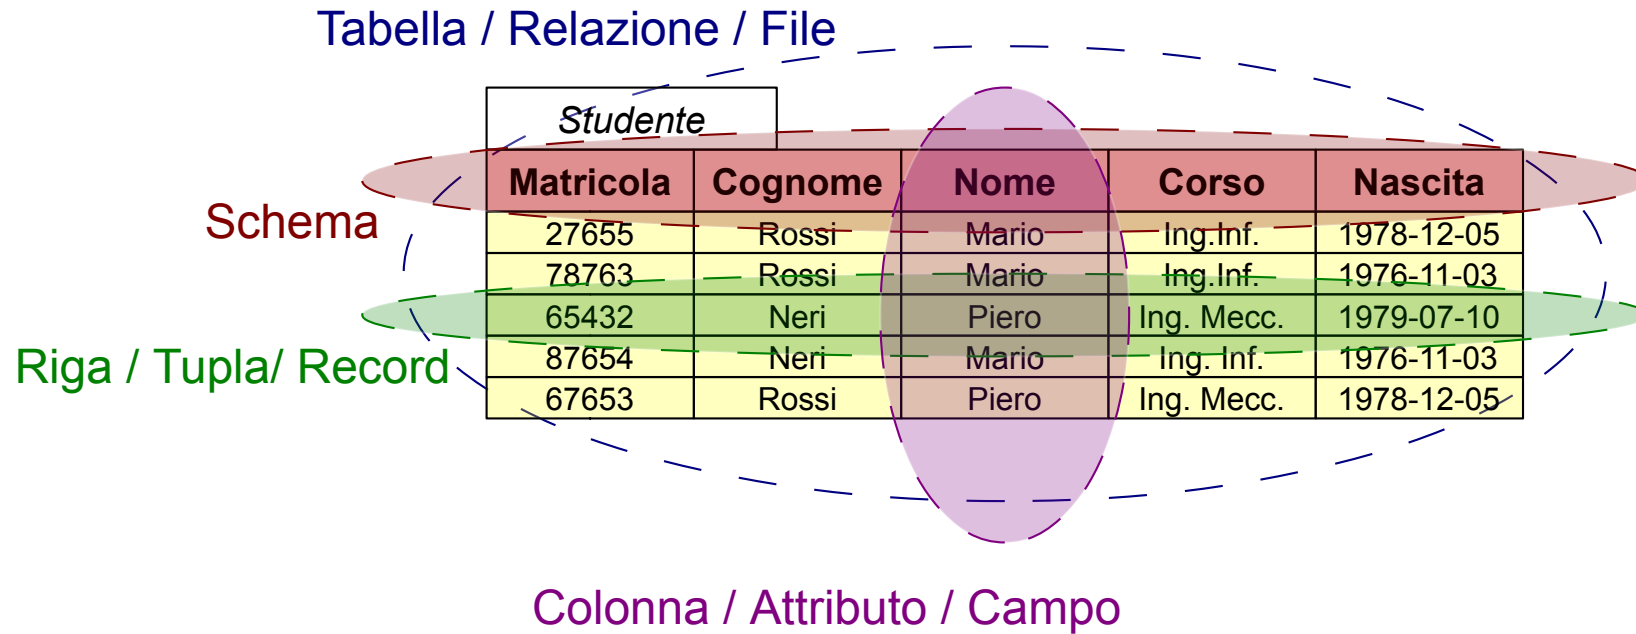 Tabella / Relazione / File
Studente
Matricola Cognome Nome Corso Nascita
Schema
27655 Rossi Mario Ing.Inf. 1978-12-05
78763 Rossi Mario Ing.Inf. 1976-11-03
65432 Neri Piero Ing. Mecc. 1979-07-10
Riga / Tupla/ Record
87654 Neri Mario Ing. Inf. 1976-11-03
67653 Rossi Piero Ing. Mecc. 1978-12-05
Colonna / Attributo / Campo